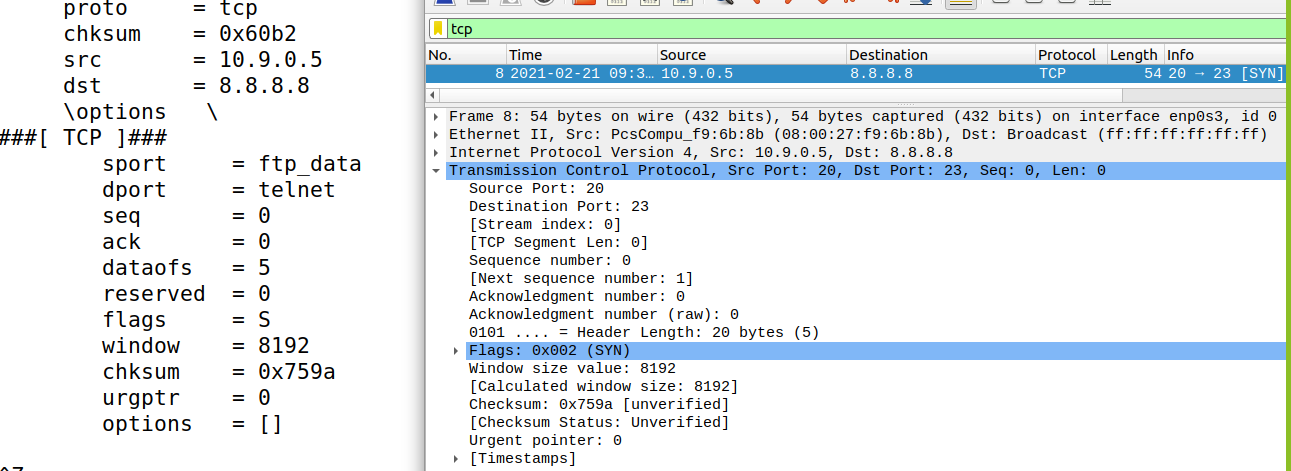 proto = tcp
chksum = 0x60b2
src = 10.9.0.5
dst = 8.8.8.8
\options \
###[ TCP ]###
sport = ftp_data
dport = telnet
seq = 0
ack = 0
dataofs = 5
reserved = 0
flags = S
window = 8192
chksum = 0x759a
urgptr = 0
options = []
tcp
No. Time Source Destination Protocol Length Info
8 2021-02-21 09:3… 10.9.0.5 8.8.8.8 TCP 54 20 → 23 [SYN]
Frame 8: 54 bytes on wire (432 bits), 54 bytes captured (432 bits) on interface enp0s3, id 0
Ethernet II, Src: PcsCompu_f9:6b:8b (08:00:27:f9:6b:8b), Dst: Broadcast (ff:ff:ff:ff:ff:ff)
Internet Protocol Version 4, Src: 10.9.0.5, Dst: 8.8.8.8
Transmission Control Protocol, Src Port: 20, Dst Port: 23, Seq: 0, Len: 0
Source Port: 20
Destination Port: 23
[Stream index: 0]
[TCP Segment Len: 0]
Sequence number: 0
[Next sequence number: 1]
Acknowledgment number: 0
Acknowledgment number (raw): 0
0101 .... = Header Length: 20 bytes (5)
Flags: 0x002 (SYN)
Window size value: 8192
[Calculated window size: 8192]
Checksum: 0x759a [unverified]
[Checksum Status: Unverified]
Urgent pointer: 0
[Timestamps]